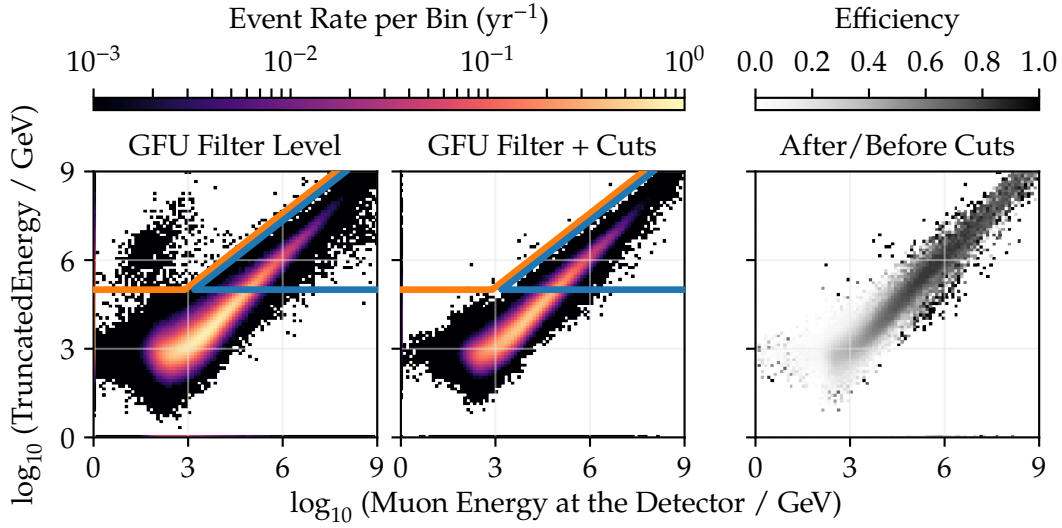 Event Rate per Bin (yr⁻¹)
Efficiency
10⁻³ 10⁻² 10⁻¹ 10⁰
0.0 0.2 0.4 0.6 0.8 1.0
GFU Filter Level
GFU Filter + Cuts
After/Before Cuts
log₁₀ (TruncatedEnergy / GeV)
9
6
3
0
0 3 6 9
0 3 6 9
0 3 6 9
log₁₀ (Muon Energy at the Detector / GeV)